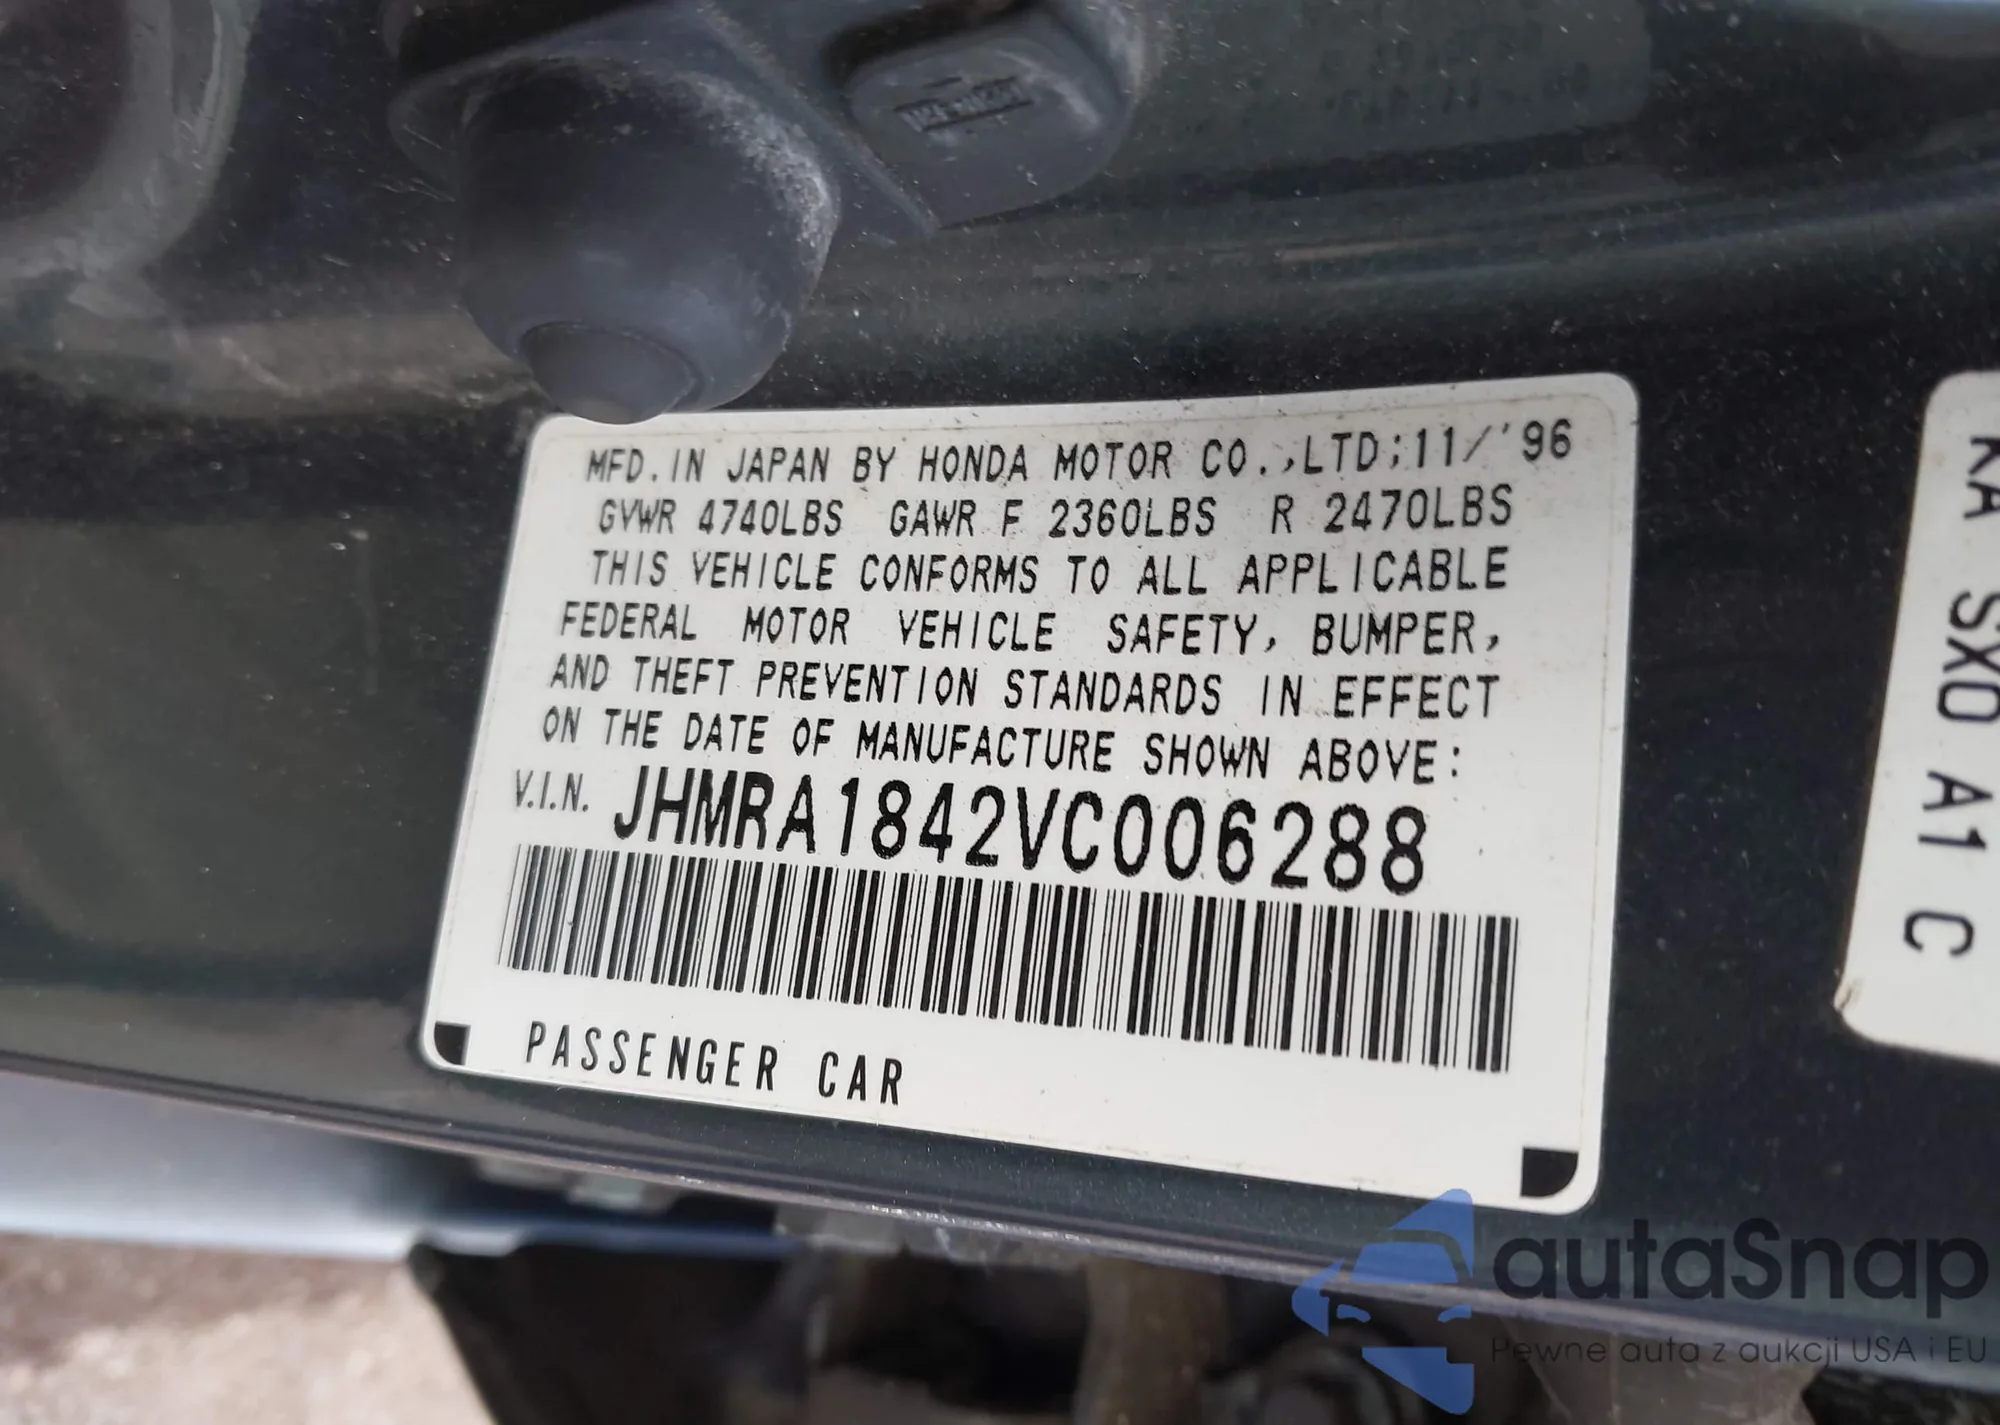 MFD. IN JAPAN BY HONDA MOTOR CO.,LTD;11/'96
GVWR 4740LBS GAWR F 2360LBS R 2470LBS
THIS VEHICLE CONFORMS TO ALL APPLICABLE
FEDERAL MOTOR VEHICLE SAFETY, BUMPER,
AND THEFT PREVENTION STANDARDS IN EFFECT
ON THE DATE OF MANUFACTURE SHOWN ABOVE:
V.I.N. JHMRA1842VC006288
PASSENGER CAR
KA SX0 A1 C
autaSnap
Pewne auta z aukcji USA i EU